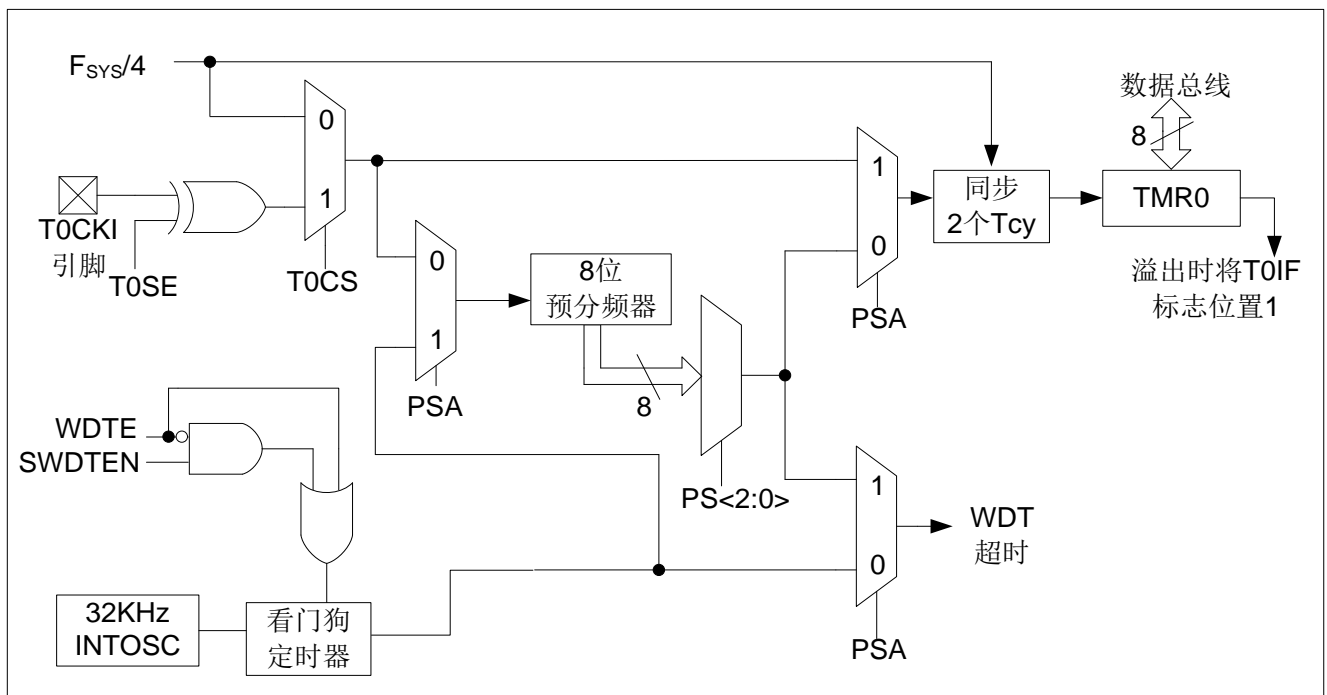 FSYS/4
数据总线
0
8
1
1
同步
2个Tcy
TMR0
T0CKI
引脚
T0SE
T0CS
0
8位
预分频器
0
溢出时将T0IF
标志位置1
1
PSA
PSA
8
WDTE
SWDTEN
PS<2:0>
1
WDT
超时
0
32KHz
INTOSC
看门狗
定时器
PSA